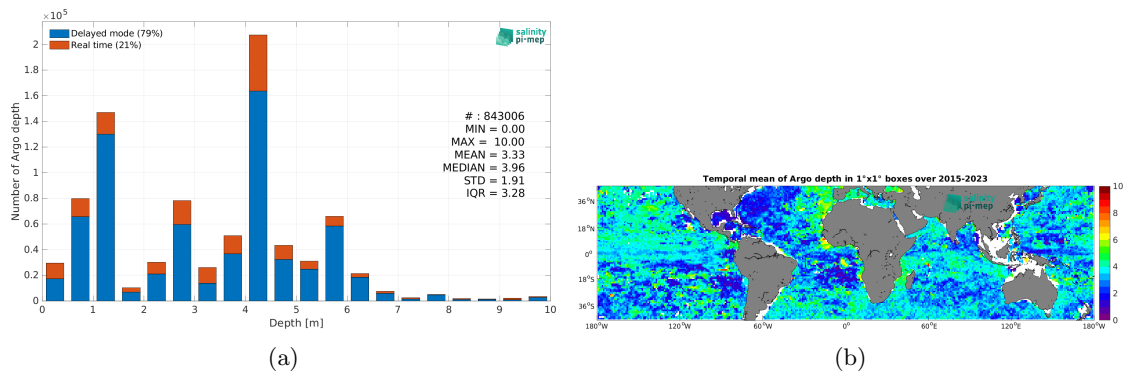 ×10⁵
Delayed mode (79%)
Real time (21%)
salinity
pi-mep
2
1.8
1.6
1.4
1.2
1
0.8
0.6
0.4
0.2
0
Number of Argo depth
# : 843006
MIN = 0.00
MAX = 10.00
MEAN = 3.33
MEDIAN = 3.96
STD = 1.91
IQR = 3.28
0 1 2 3 4 5 6 7 8 9 10
Depth [m]
(a)
Temporal mean of Argo depth in 1°x1° boxes over 2015-2023
salinity
pi-mep
36°N
18°N
0°
18°S
36°S
180°W 120°W 60°W 0° 60°E 120°E 180°W
10
8
6
4
2
0
(b)